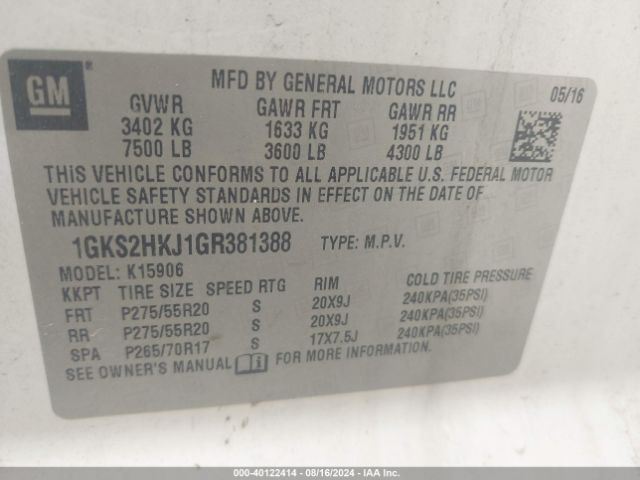 GM
MFD BY GENERAL MOTORS LLC
05/16
GVWR GAWR FRT GAWR RR
3402 KG 1633 KG 1951 KG
7500 LB 3600 LB 4300 LB
THIS VEHICLE CONFORMS TO ALL APPLICABLE U.S. FEDERAL MOTOR
VEHICLE SAFETY STANDARDS IN EFFECT ON THE DATE OF
MANUFACTURE SHOWN ABOVE.
1GKS2HKJ1GR381388 TYPE: M.P.V.
MODEL: K15906
KKPT TIRE SIZE SPEED RTG RIM COLD TIRE PRESSURE
FRT P275/55R20 S 20X9J 240KPA(35PSI)
RR P275/55R20 S 20X9J 240KPA(35PSI)
SPA P265/70R17 S 17X7.5J 240KPA(35PSI)
SEE OWNER'S MANUAL FOR MORE INFORMATION.
000-40122414 - 08/16/2024 - IAA Inc.